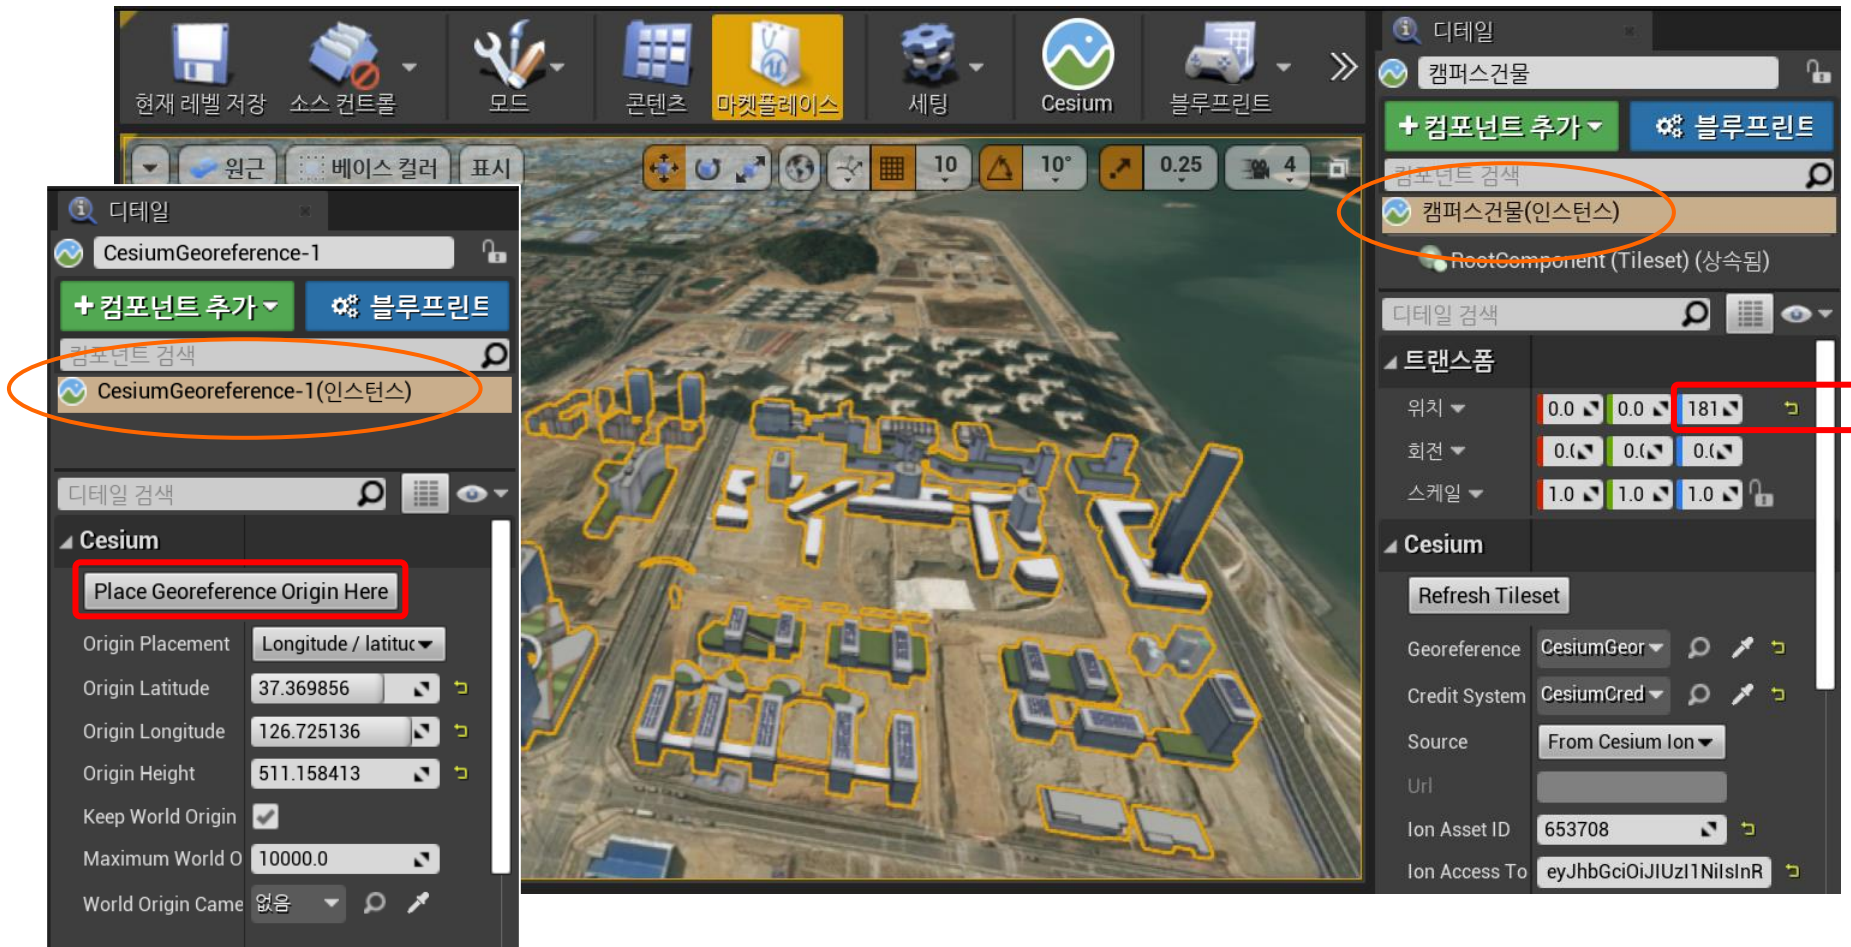 현재 레벨 저장
소스 컨트롤
모드
콘텐츠
마켓플레이스
세팅
Cesium
블루프린트
원근
베이스 컬러
표시
10
10°
0.25
4
디테일
CesiumGeoreference-1
컴포넌트 추가
블루프린트
컴포넌트 검색
CesiumGeoreference-1(인스턴스)
디테일 검색
Cesium
Place Georeference Origin Here
Origin Placement
Longitude / latituc
Origin Latitude
37.369856
Origin Longitude
126.725136
Origin Height
511.158413
Keep World Origin
Maximum World O
10000.0
World Origin Came
없음
디테일
캠퍼스건물
컴포넌트 추가
블루프린트
컴포넌트 검색
캠퍼스건물(인스턴스)
RootComponent (Tileset) (상속됨)
디테일 검색
트랜스폼
위치
0.0
0.0
181
회전
0.(
0.(
0.(
스케일
1.0
1.0
1.0
Cesium
Refresh Tileset
Georeference
CesiumGeor
Credit System
CesiumCred
Source
From Cesium Ion
Url
Ion Asset ID
653708
Ion Access To
eyJhbGciOiJIUzI1NiIsInR